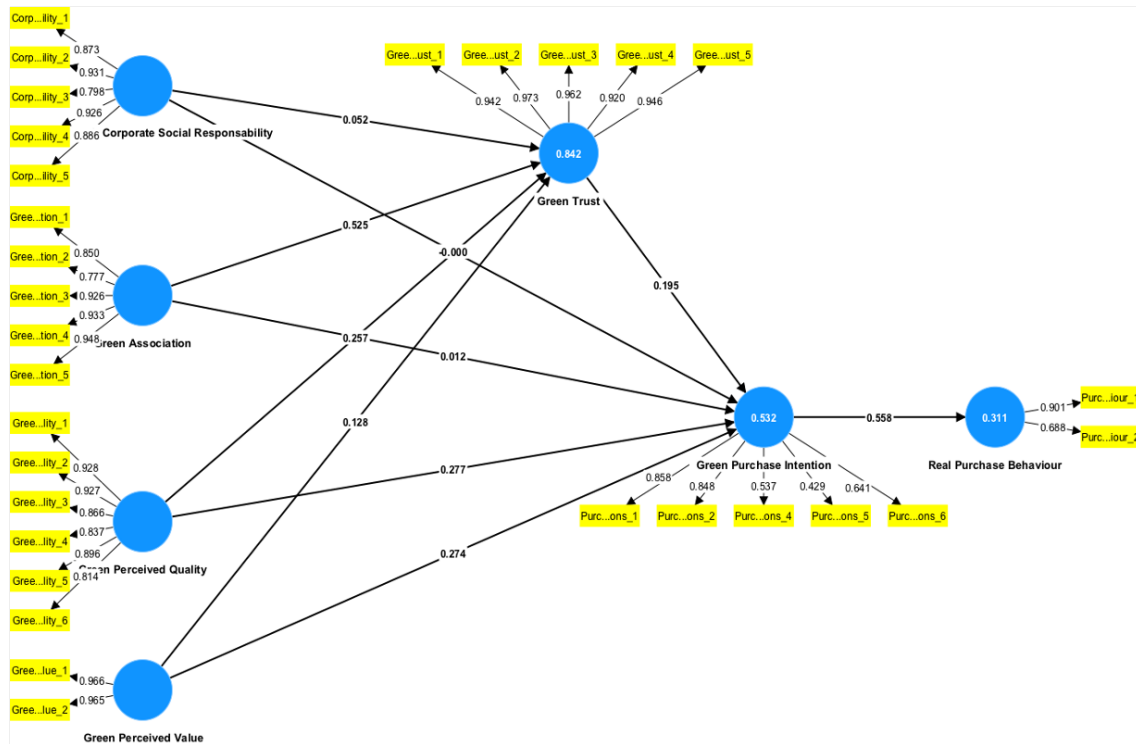 Corp...ility_1
Corp...ility_2
Corp...ility_3
Corp...ility_4
Corp...ility_5
0.873
0.931
0.798
0.926
0.886
Corporate Social Responsability
Gree...ust_1
Gree...ust_2
Gree...ust_3
Gree...ust_4
Gree...ust_5
0.942
0.973
0.962
0.920
0.946
0.842
Green Trust
0.052
Gree...tion_1
Gree...tion_2
Gree...tion_3
Gree...tion_4
Gree...tion_5
0.850
0.777
0.926
0.933
0.948
Green Association
0.525
-0.000
0.195
0.257
0.012
0.128
0.277
0.274
Gree...lity_1
Gree...lity_2
Gree...lity_3
Gree...lity_4
Gree...lity_5
Gree...lity_6
0.928
0.927
0.866
0.837
0.896
0.814
Green Perceived Quality
0.532
Green Purchase Intention
0.858
0.848
0.537
0.429
0.641
Purc...ons_1
Purc...ons_2
Purc...ons_4
Purc...ons_5
Purc...ons_6
0.558
0.311
Real Purchase Behaviour
0.901
0.688
Purc...iour_1
Purc...iour_2
Gree...lue_1
Gree...lue_2
0.966
0.965
Green Perceived Value